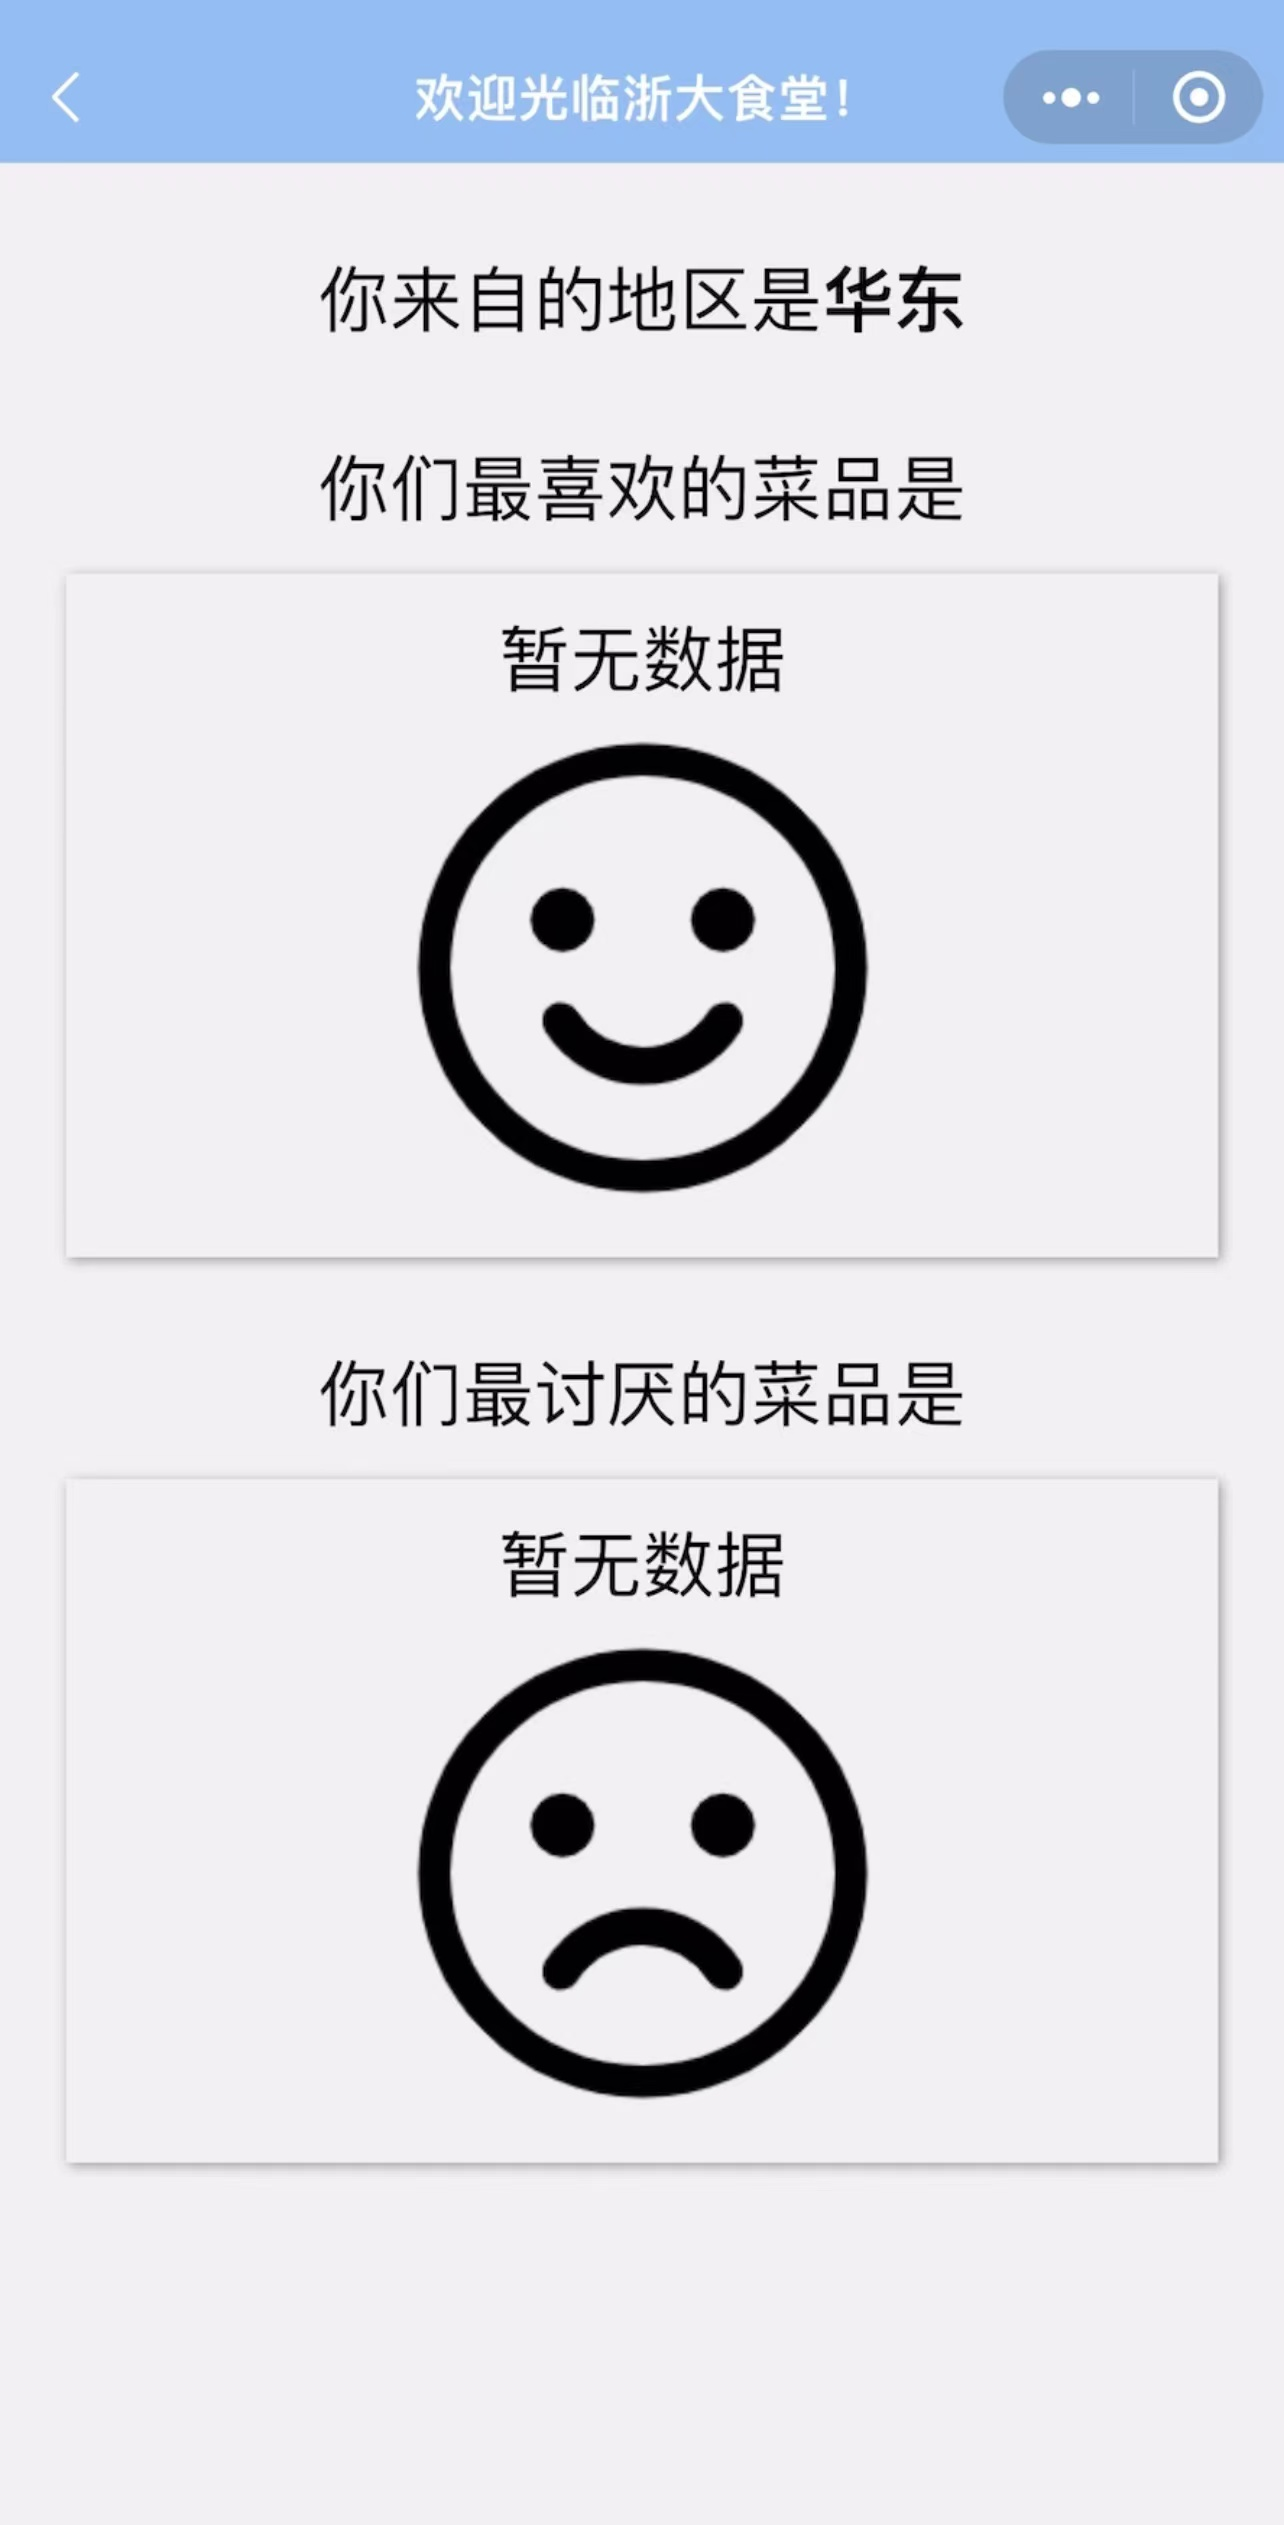 欢迎光临浙大食堂！
你来自的地区是华东
你们最喜欢的菜品是
暂无数据
你们最讨厌的菜品是
暂无数据